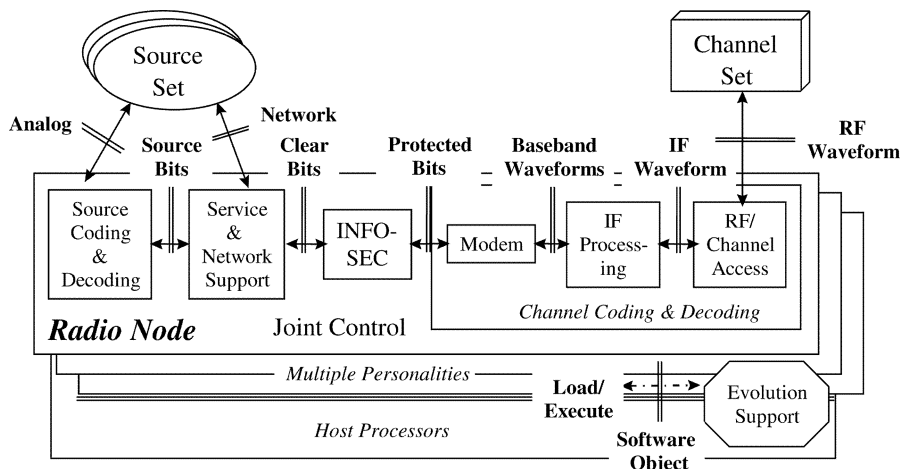 Source
Set
Channel
Set
Analog
Network
Source
Bits
Clear
Bits
Protected
Bits
Baseband
Waveforms
IF
Waveform
RF
Waveform
Source
Coding
&
Decoding
Service
&
Network
Support
INFO-
SEC
Modem
IF
Process-
ing
RF/
Channel
Access
Channel Coding & Decoding
Radio Node
Joint Control
Multiple Personalities
Load/
Execute
Evolution
Support
Host Processors
Software
Object